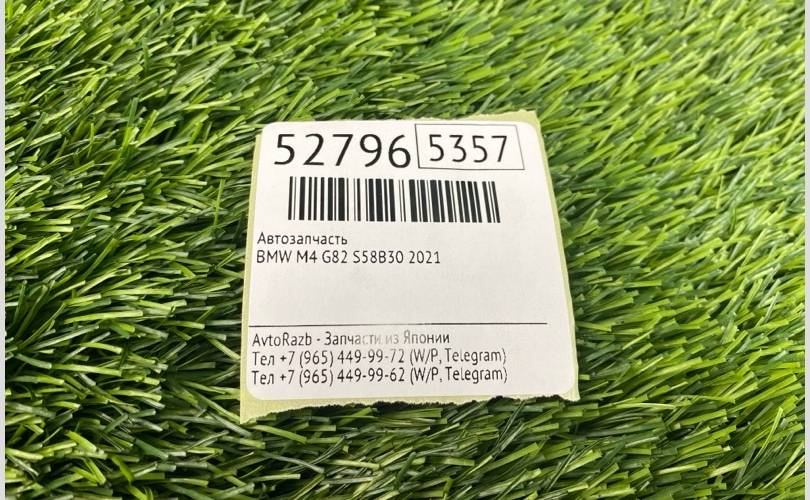 52796 5357
Автозапчасть
BMW M4 G82 S58B30 2021
AvtoRazb - Запчасти из Японии
Тел +7 (965) 449-99-72 (W/P, Telegram)
Тел +7 (965) 449-99-62 (W/P, Telegram)